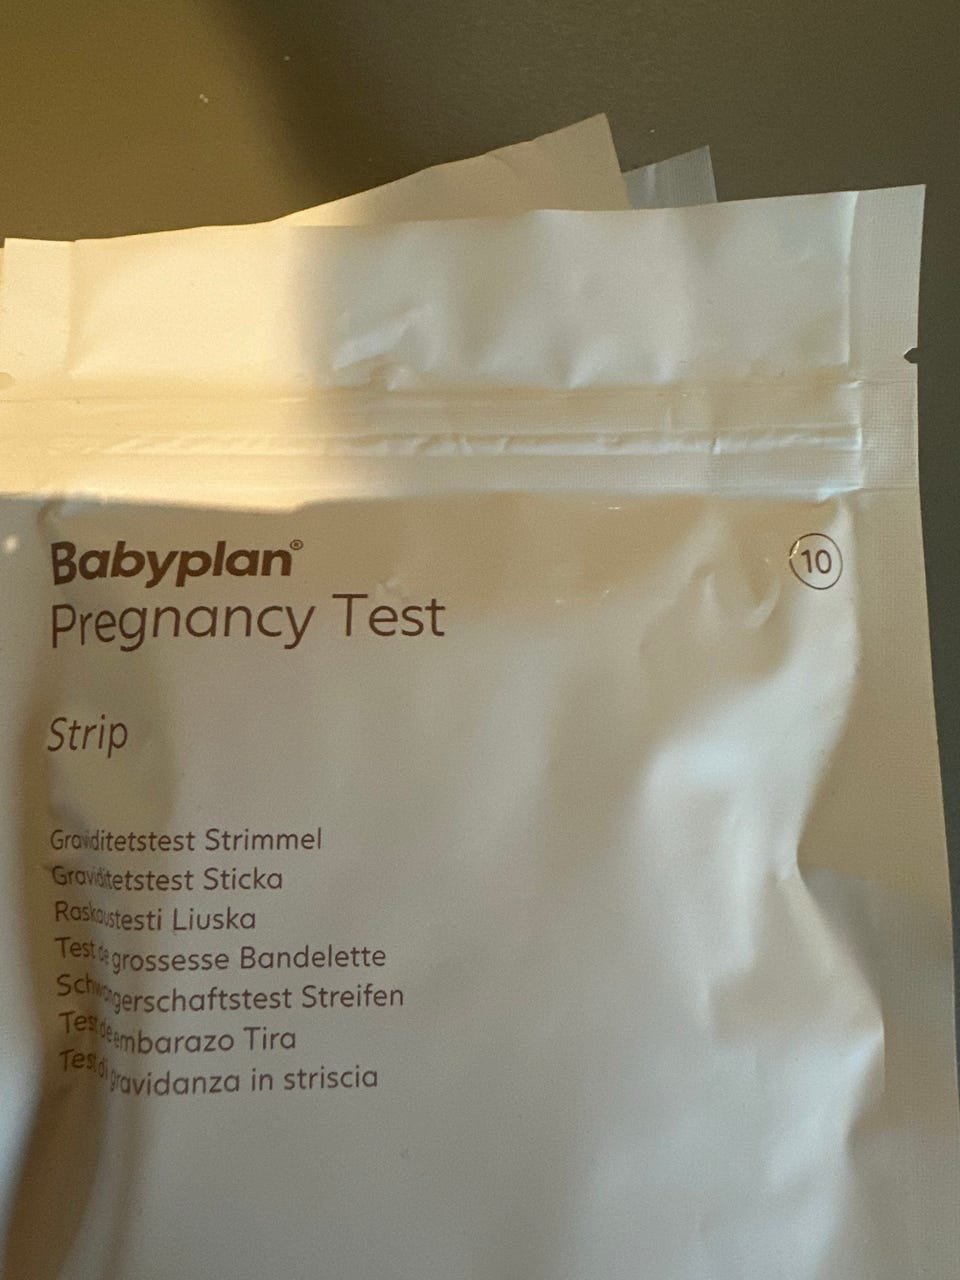 Babyplan®
10
Pregnancy Test
Strip
Graviditetstest Strimmel
Graviditetstest Sticka
Raskaustesti Liuska
Test de grossesse Bandelette
Schwangerschaftstest Streifen
Test de embarazo Tira
Test di gravidanza in striscia